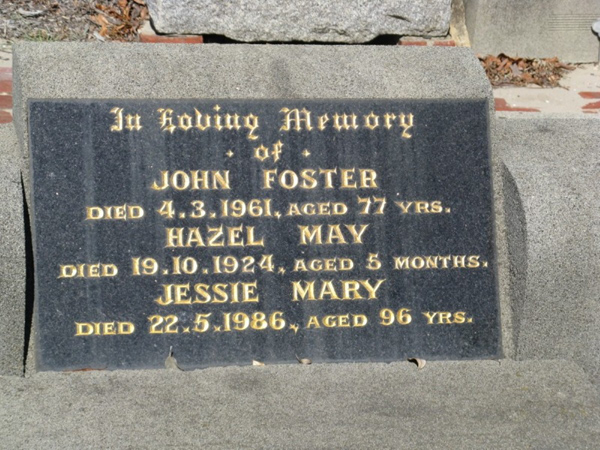 In Loving Memory
· of ·
JOHN FOSTER
DIED 4.3.1961, AGED 77 YRS.
HAZEL MAY
DIED 19.10.1924, AGED 5 MONTHS.
JESSIE MARY
DIED 22.5.1986, AGED 96 YRS.